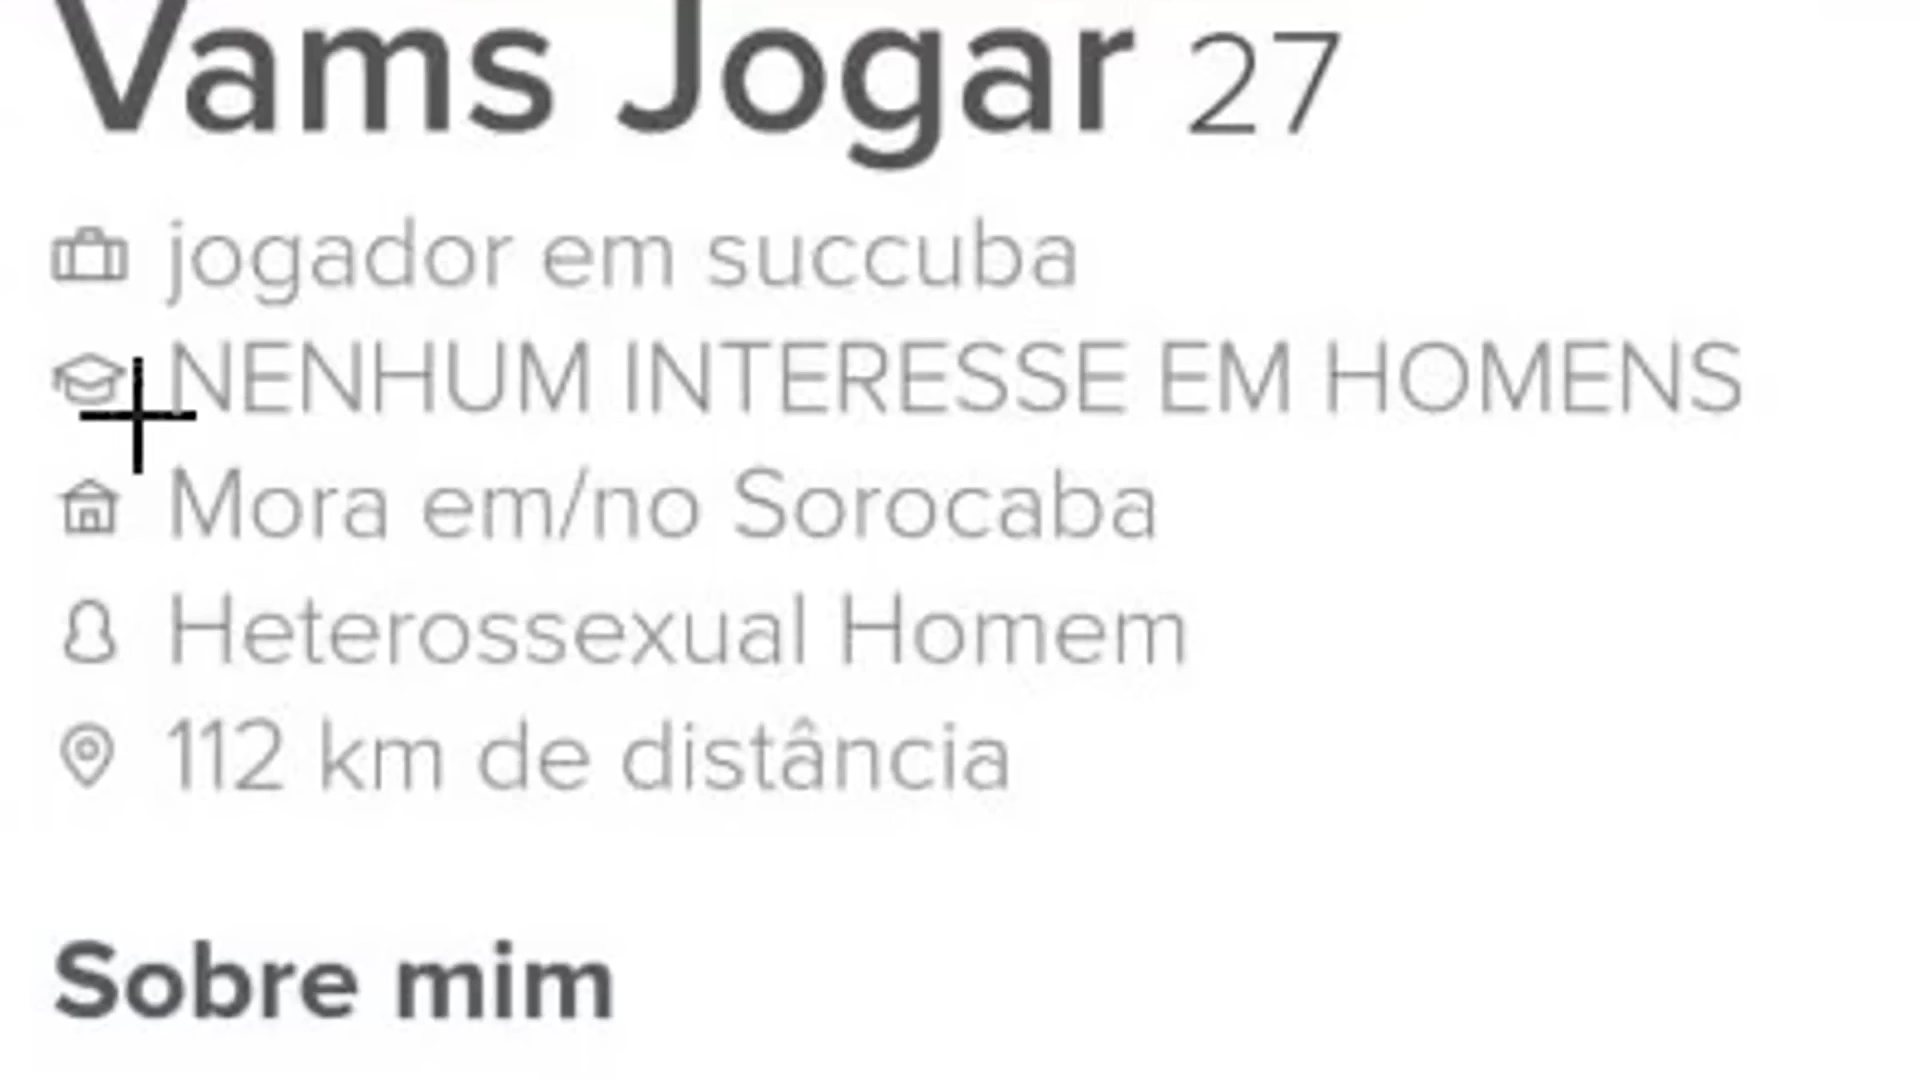 Vams Jogar 27
jogador em succuba
NENHUM INTERESSE EM HOMENS
Mora em/no Sorocaba
Heterossexual Homem
112 km de distância
Sobre mim